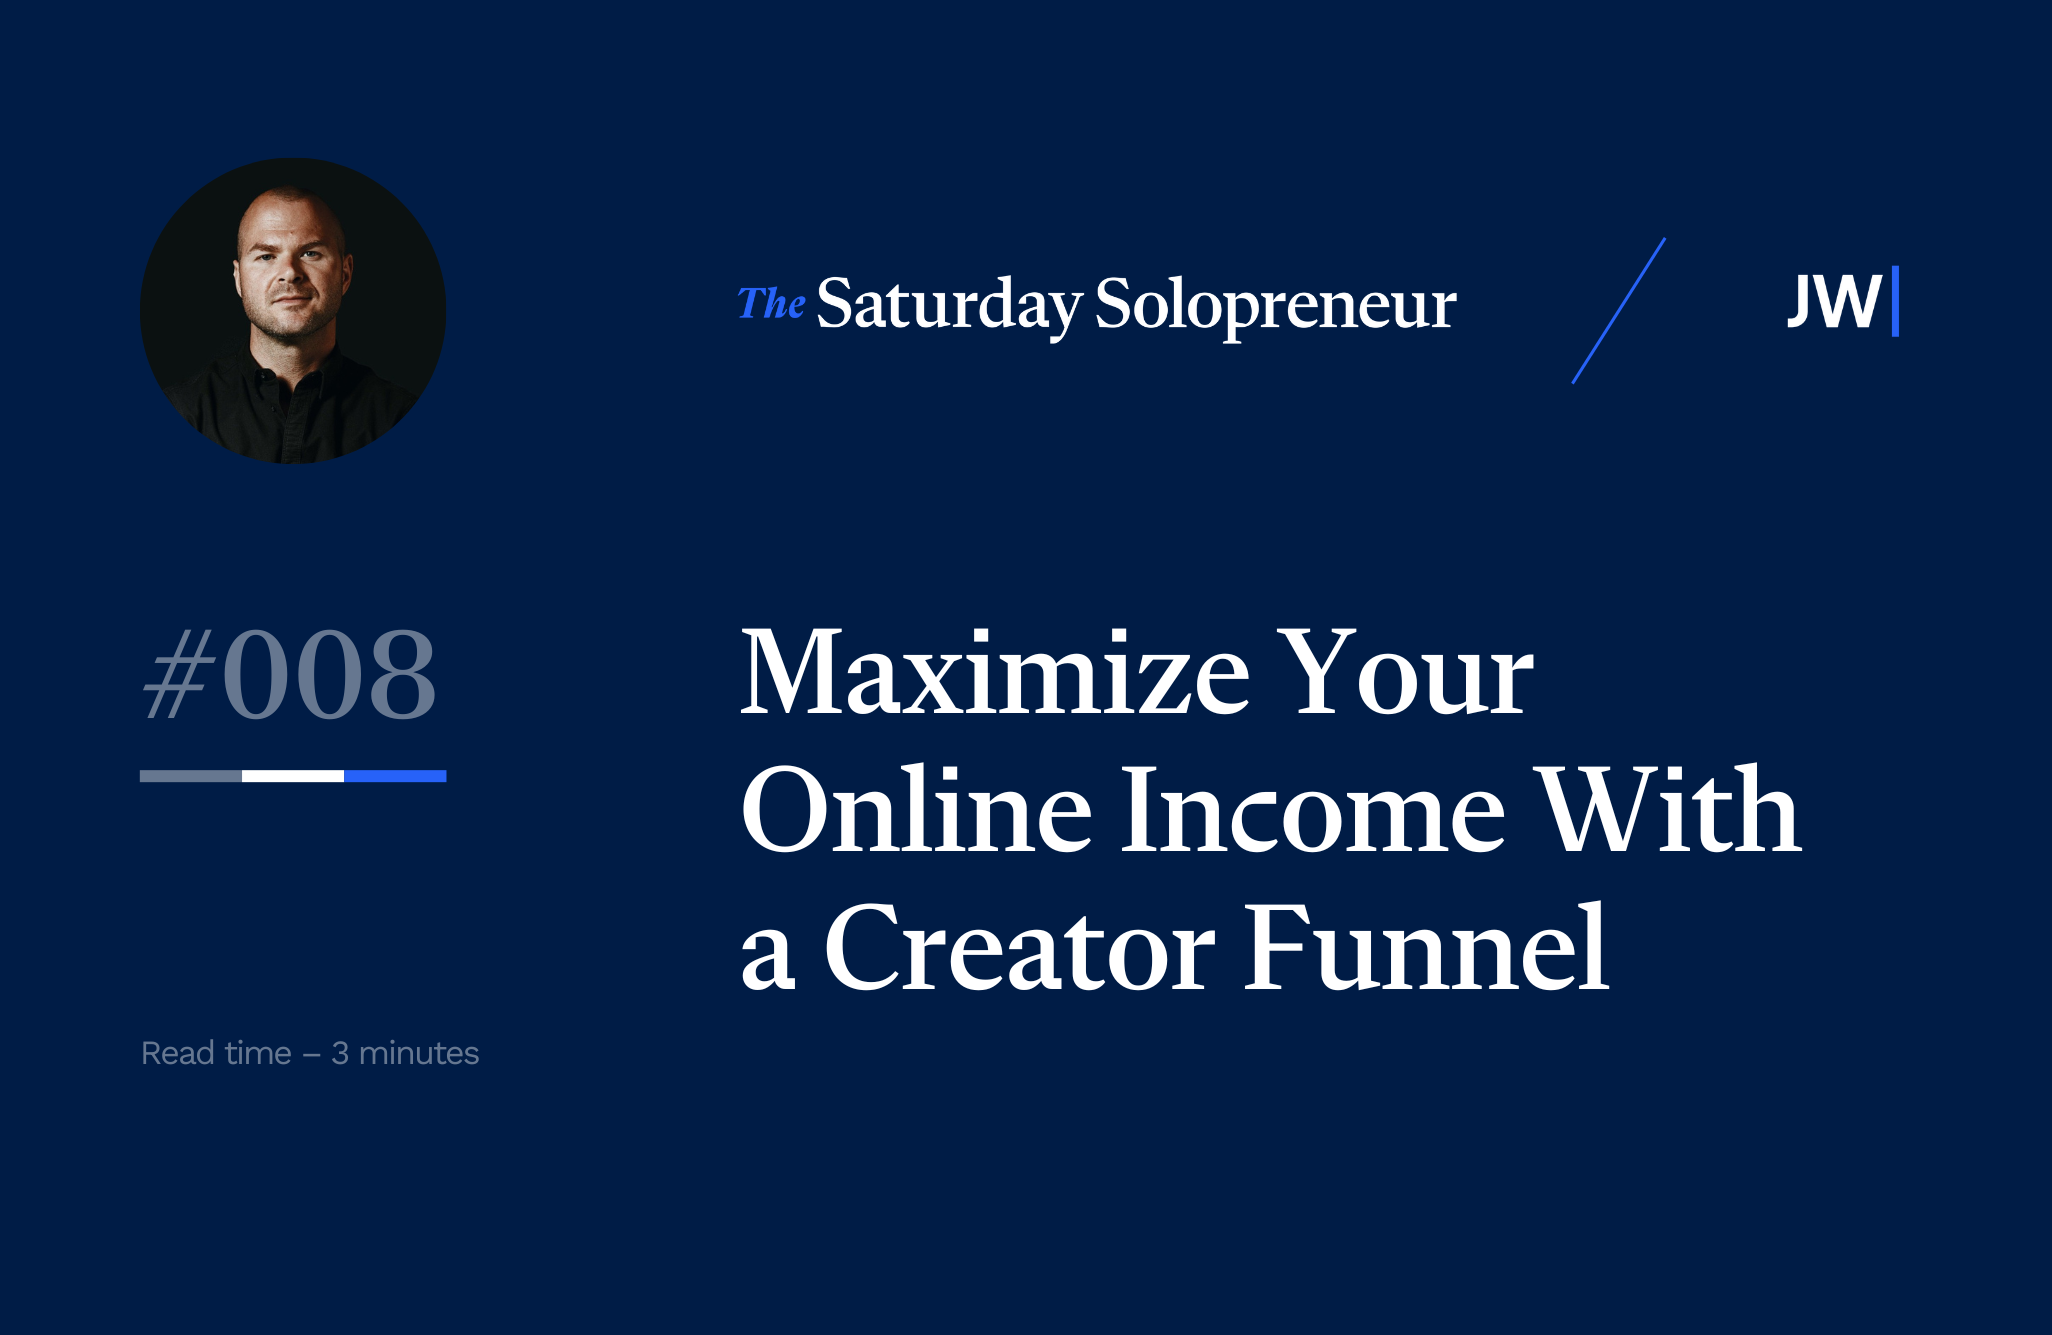 The Saturday Solopreneur
JW
#008
Maximize Your
Online Income With
a Creator Funnel
Read time – 3 minutes